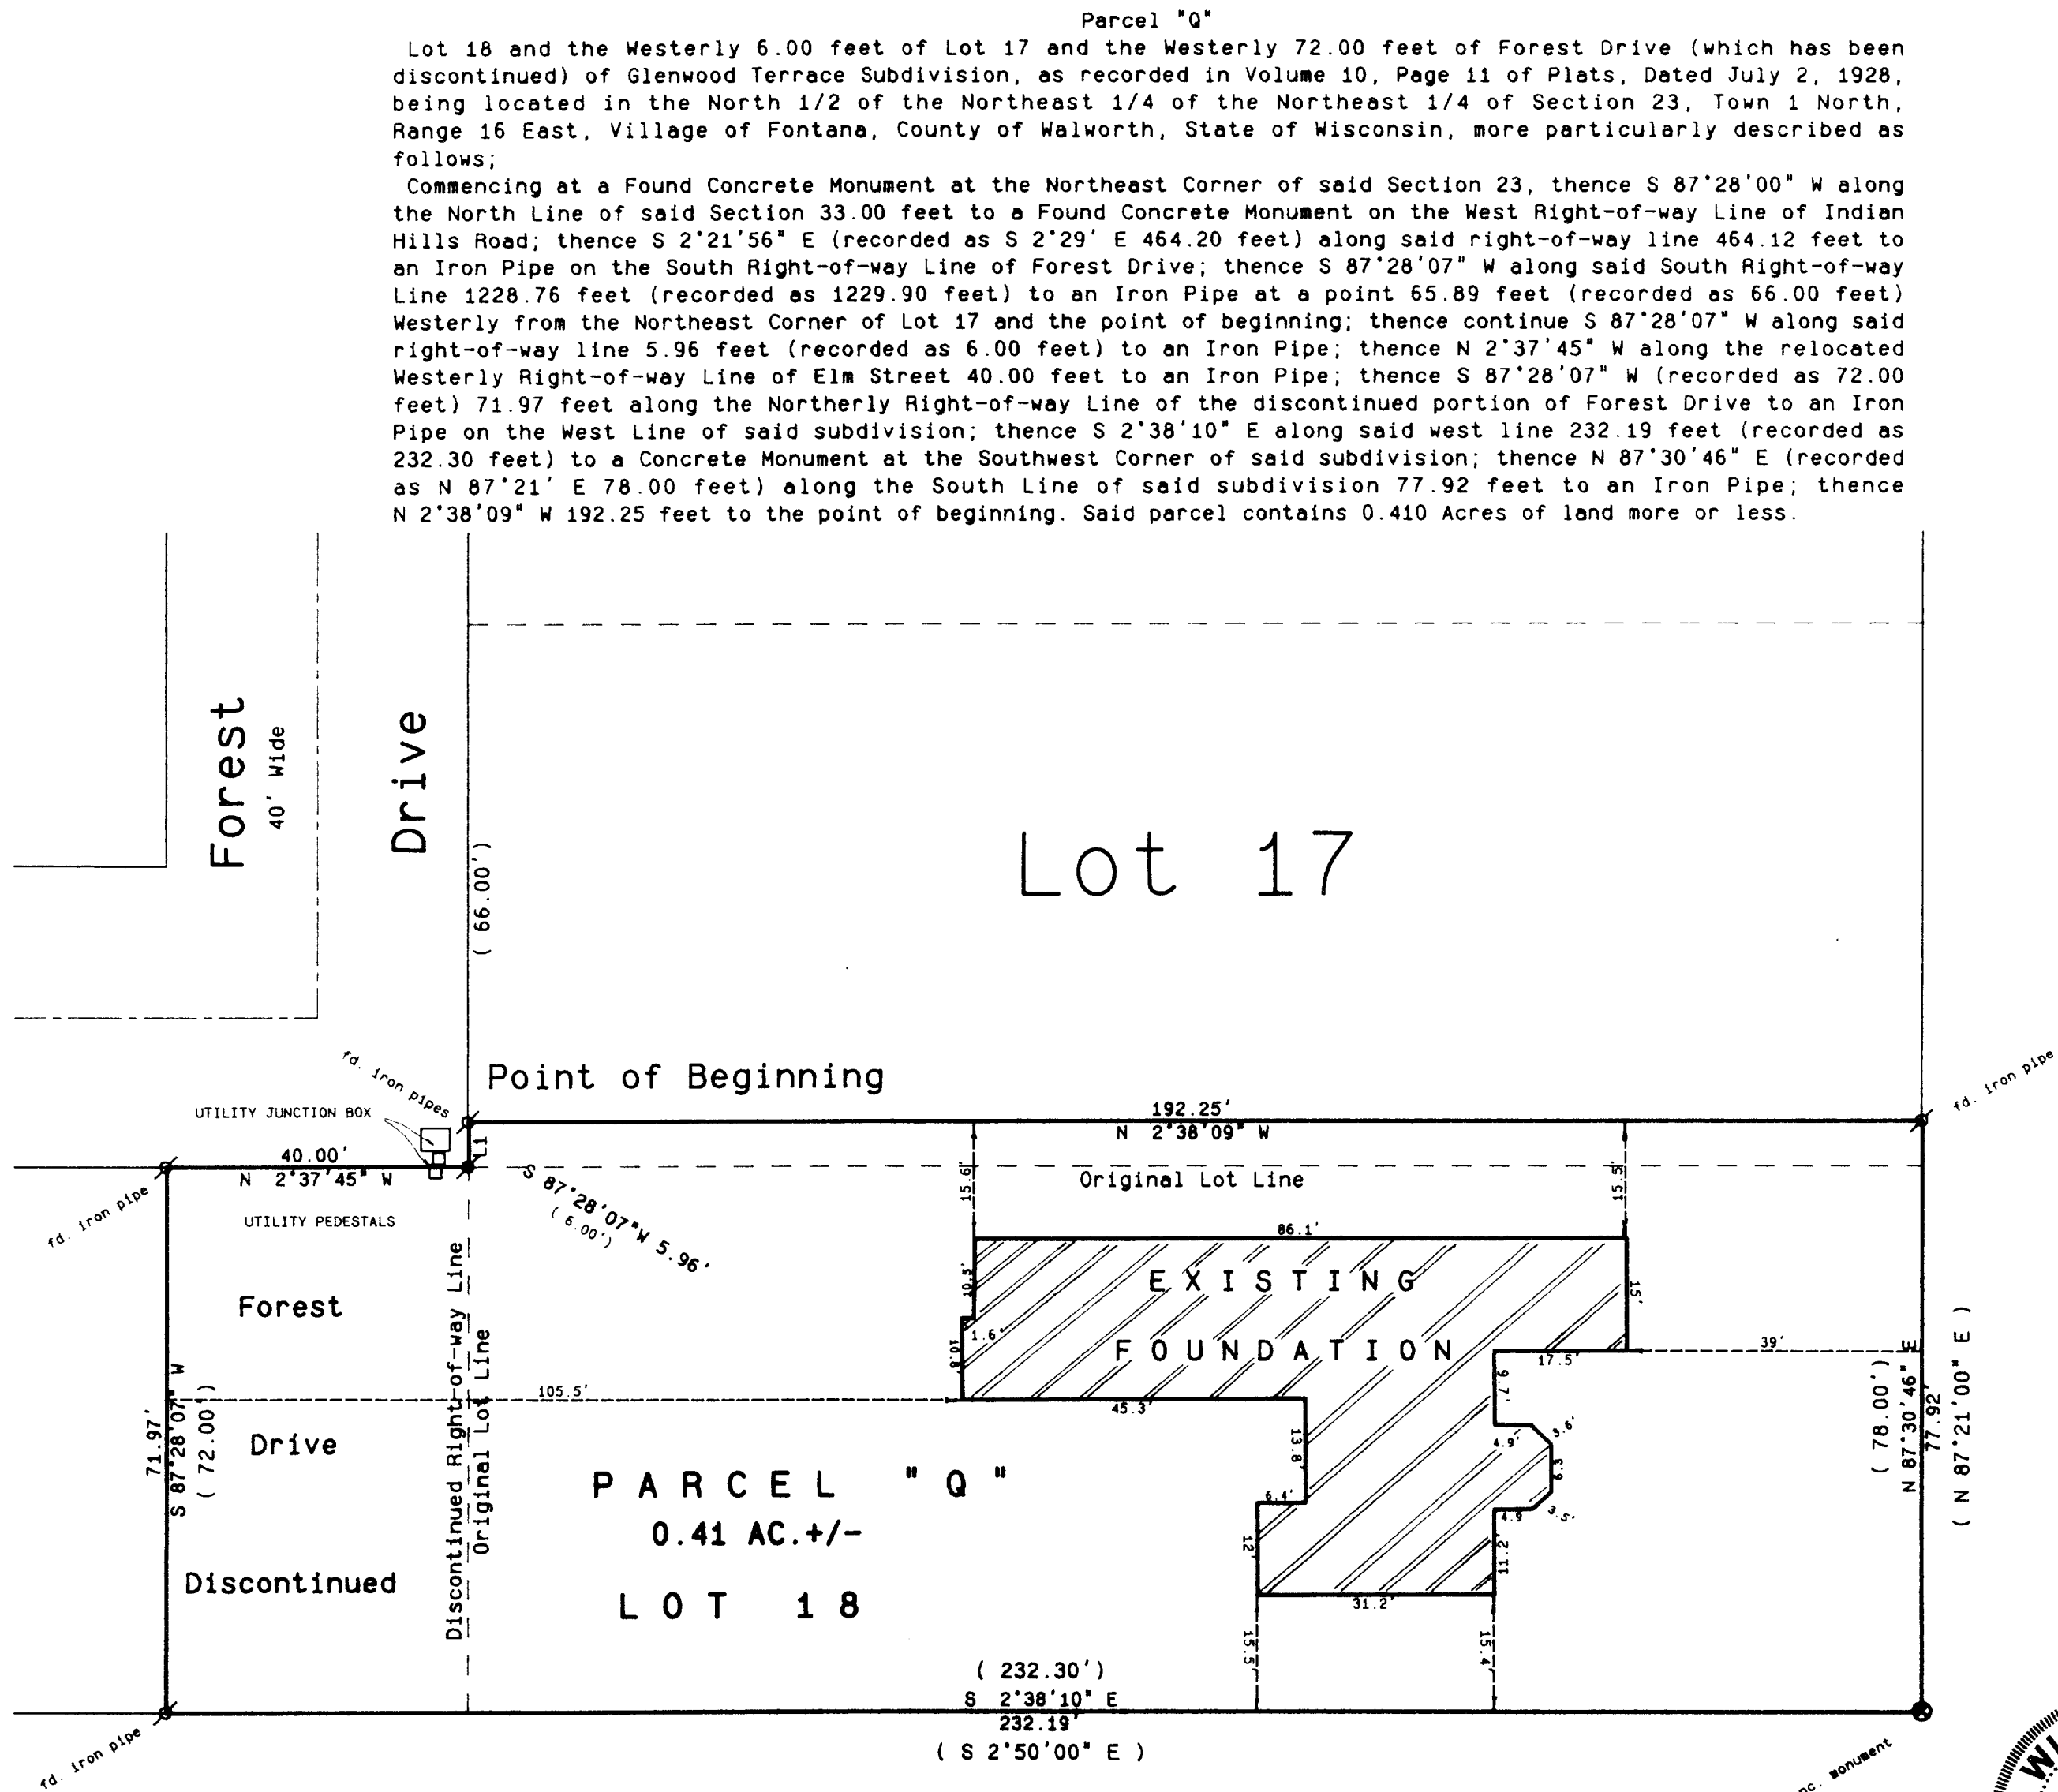 Parcel "Q"
Lot 18 and the Westerly 6.00 feet of Lot 17 and the Westerly 72.00 feet of Forest Drive (which has been
discontinued) of Glenwood Terrace Subdivision, as recorded in Volume 10, Page 11 of Plats, Dated July 2, 1928,
being located in the North 1/2 of the Northeast 1/4 of the Northeast 1/4 of Section 23, Town 1 North,
Range 16 East, Village of Fontana, County of Walworth, State of Wisconsin, more particularly described as
follows;
Commencing at a Found Concrete Monument at the Northeast Corner of said Section 23, thence S 87°28'00" W along
the North Line of said Section 33.00 feet to a Found Concrete Monument on the West Right-of-way Line of Indian
Hills Road; thence S 2°21'56" E (recorded as S 2°29' E 464.20 feet) along said right-of-way line 464.12 feet to
an Iron Pipe on the South Right-of-way Line of Forest Drive; thence S 87°28'07" W along said South Right-of-way
Line 1228.76 feet (recorded as 1229.90 feet) to an Iron Pipe at a point 65.89 feet (recorded as 66.00 feet)
Westerly from the Northeast Corner of Lot 17 and the point of beginning; thence continue S 87°28'07" W along said
right-of-way line 5.96 feet (recorded as 6.00 feet) to an Iron Pipe; thence N 2°37'45" W along the relocated
Westerly Right-of-way Line of Elm Street 40.00 feet to an Iron Pipe; thence S 87°28'07" W (recorded as 72.00
feet) 71.97 feet along the Northerly Right-of-way Line of the discontinued portion of Forest Drive to an Iron
Pipe on the West Line of said subdivision; thence S 2°38'10" E along said west line 232.19 feet (recorded as
232.30 feet) to a Concrete Monument at the Southwest Corner of said subdivision; thence N 87°30'46" E (recorded
as N 87°21' E 78.00 feet) along the South Line of said subdivision 77.92 feet to an Iron Pipe; thence
N 2°38'09" W 192.25 feet to the point of beginning. Said parcel contains 0.410 Acres of land more or less.
Forest
40' Wide
Drive
( 66.00')
Lot 17
fd. iron pipes
Point of Beginning
fd. iron pipe
UTILITY JUNCTION BOX
192.25'
N 2°38'09" W
L1
40.00'
N 2°37'45" W
fd. iron pipe
S 87°28'07"W 5.96'
( 6.00')
Original Lot Line
15.6'
15.5'
UTILITY PEDESTALS
86.1'
EXISTING
FOUNDATION
10.5'
1.6'
10.8'
15'
17.5'
39'
Forest
Drive
Discontinued
Discontinued Right-of-way Line
Original Lot Line
105.5'
45.3'
13.8'
6.4'
12'
9.7'
4.9'
3.6'
3.5'
4.9'
11.2'
31.2'
15.5'
15.4'
71.97'
S 87°28'07" W
( 72.00')
PARCEL "Q"
0.41 AC.+/-
LOT 18
( 78.00')
N 87°30'46" E
77.92'
( N 87°21'00" E )
( 232.30')
S 2°38'10" E
232.19'
( S 2°50'00" E )
fd. iron pipe
monument
WI